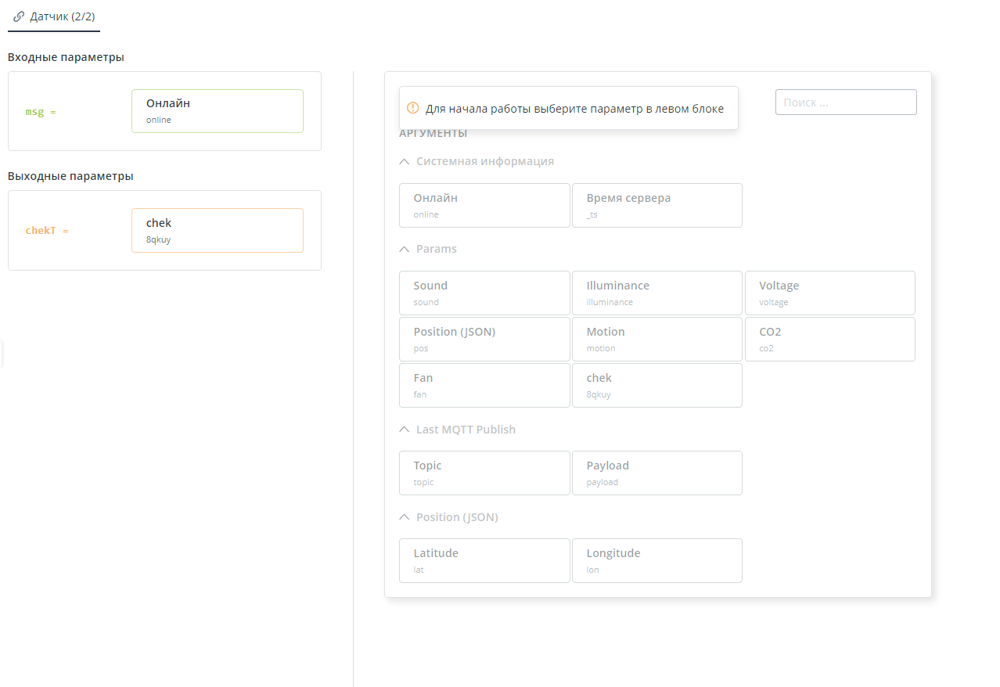 Датчик (2/2)
Входные параметры
msg =
Онлайн
online
Выходные параметры
chekT =
chek
8qkuy
Для начала работы выберите параметр в левом блоке
Поиск ...
АРГУМЕНТЫ
Системная информация
Онлайн
online
Время сервера
_ts
Params
Sound
sound
Illuminance
illuminance
Voltage
voltage
Position (JSON)
pos
Motion
motion
CO2
co2
Fan
fan
chek
8qkuy
Last MQTT Publish
Topic
topic
Payload
payload
Position (JSON)
Latitude
lat
Longitude
lon